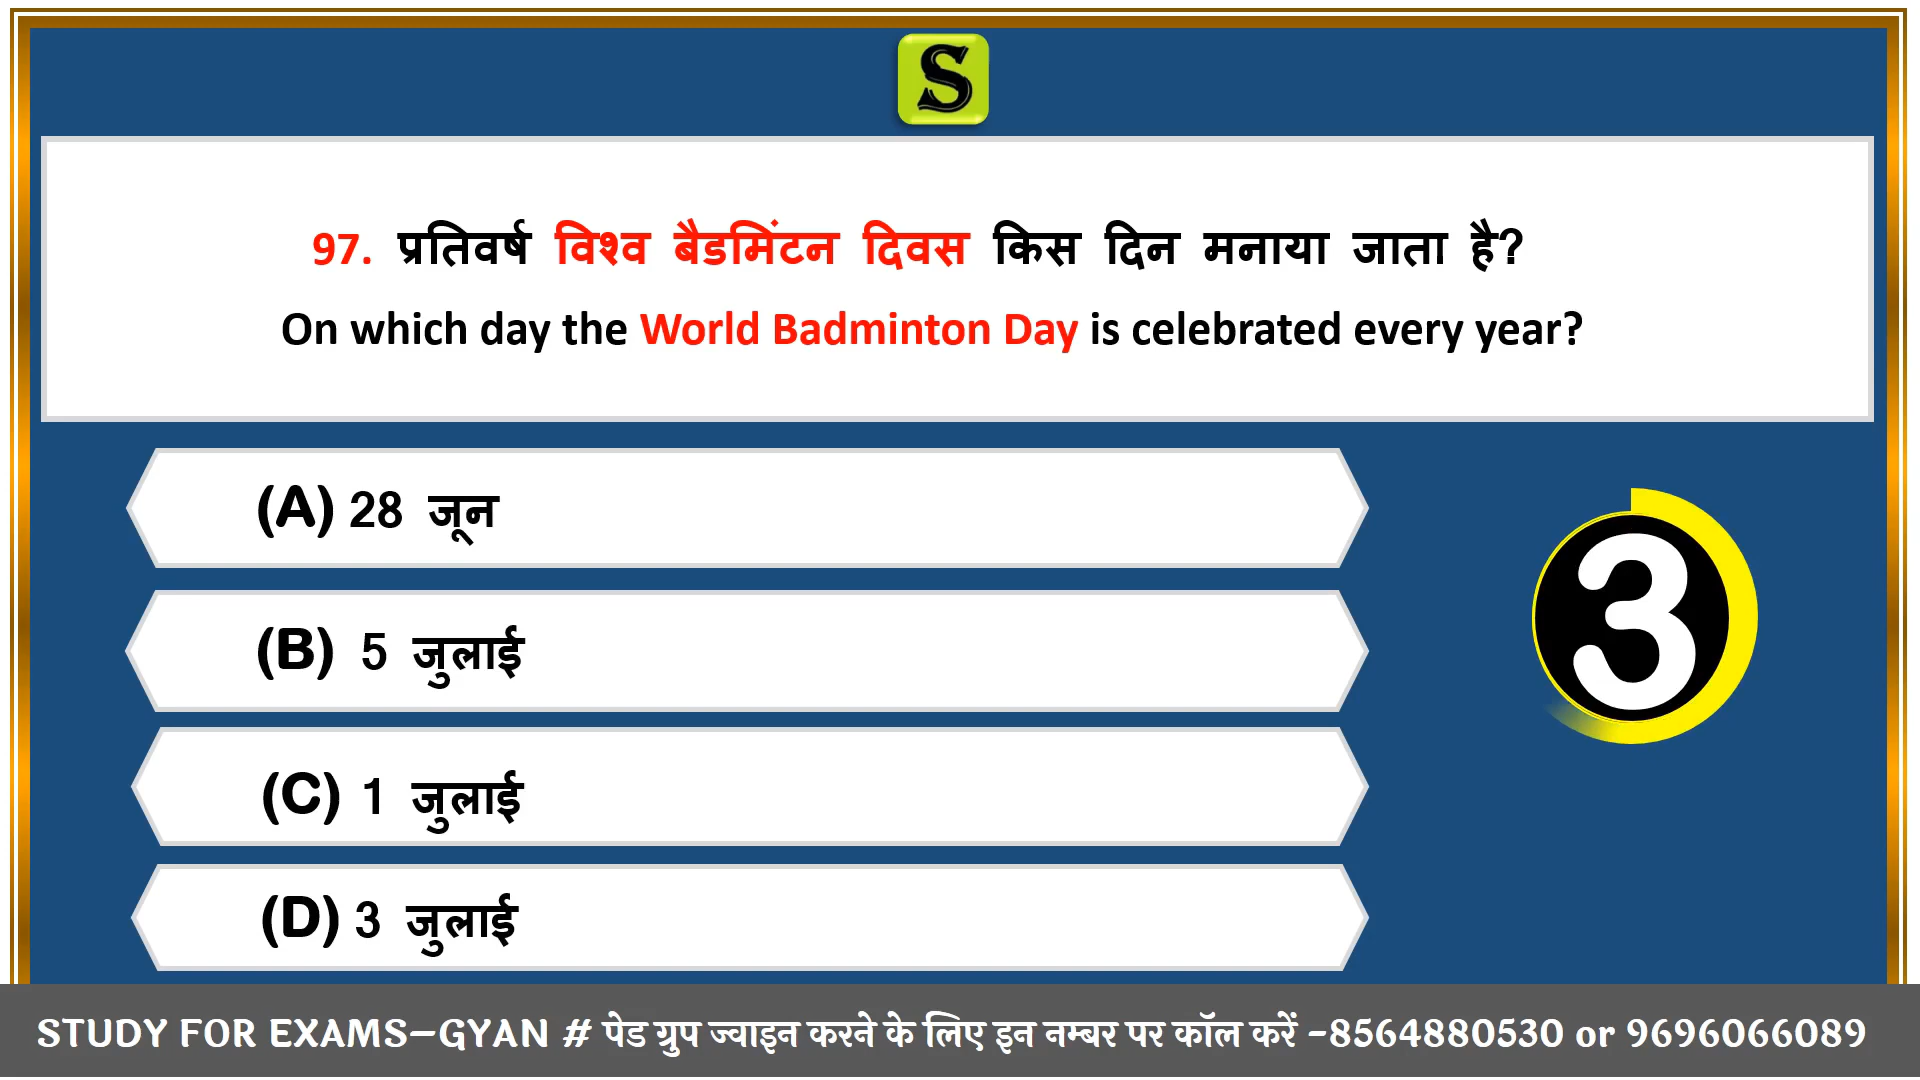 S
97. प्रतिवर्ष विश्व बैडमिंटन दिवस किस दिन मनाया जाता है?
On which day the World Badminton Day is celebrated every year?
(A) 28 जून
(B) 5 जुलाई
(C) 1 जुलाई
(D) 3 जुलाई
3
STUDY FOR EXAMS–GYAN # पेड ग्रुप ज्वाइन करने के लिए इन नम्बर पर कॉल करें -8564880530 or 9696066089